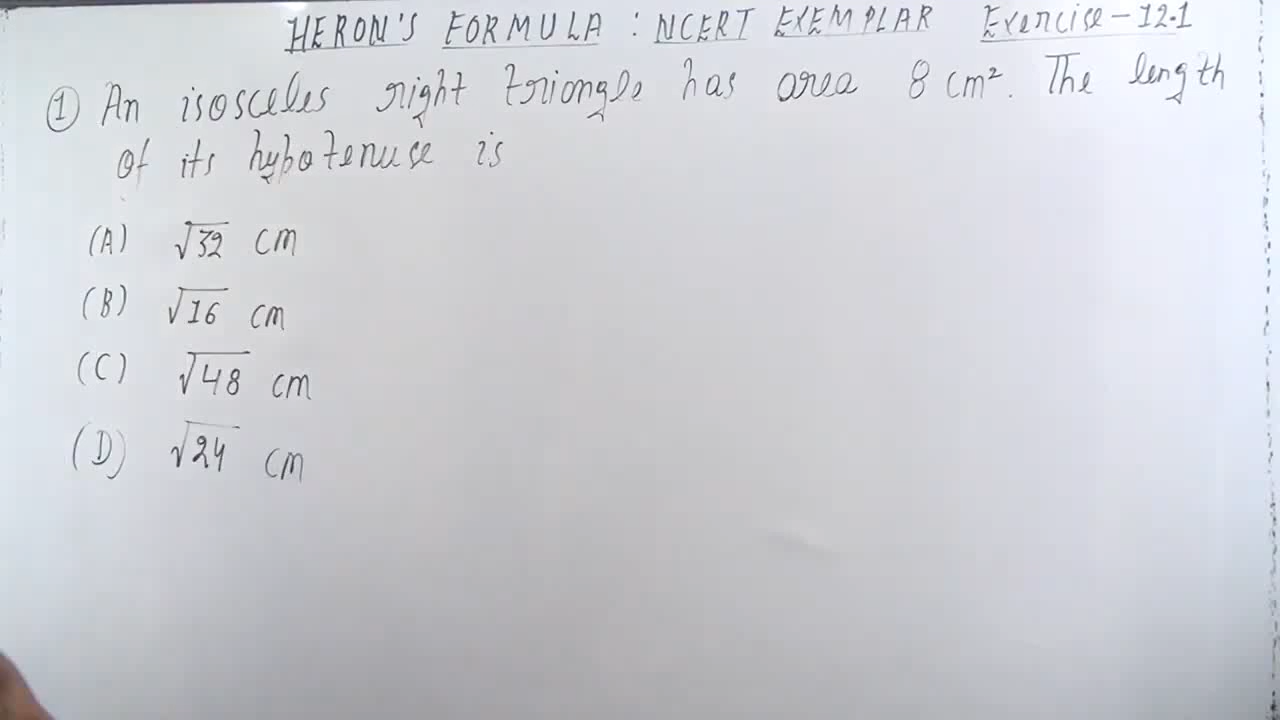 HERON'S FORMULA : NCERT EXEMPLAR Exercise-12.1
① An isosceles right triangle has area 8 cm². The length
of its hypotenuse is
(A) √32 cm
(B) √16 cm
(C) √48 cm
(D) √24 cm